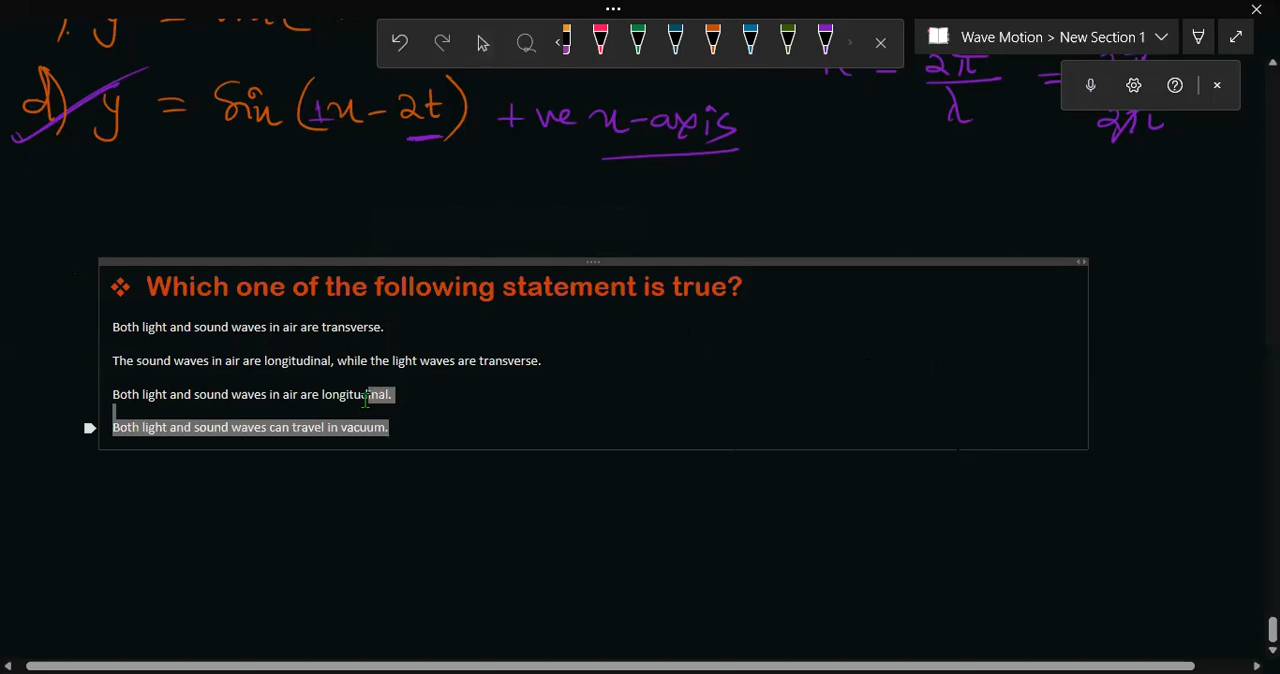 Wave Motion > New Section 1
2π
λ
=
d) y = Sin (1x - 2t) +ve x-axis
❖ Which one of the following statement is true?
Both light and sound waves in air are transverse.
The sound waves in air are longitudinal, while the light waves are transverse.
Both light and sound waves in air are longitudinal.
Both light and sound waves can travel in vacuum.